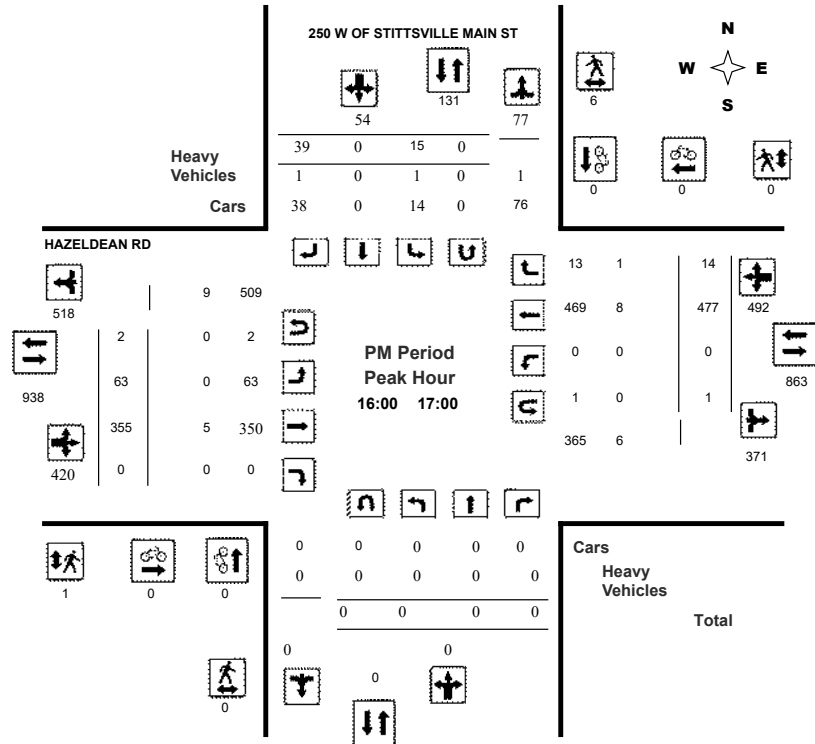 250 W OF STITTSVILLE MAIN ST
N
W E
S
131
6
54 77
39 0 15 0
Heavy
Vehicles
1 0 1 0 1
Cars
38 0 14 0 76
0 0 0
HAZELDEAN RD
518
9 509
2 0 2
938
63 0 63
355 5 350
420
0 0 0
PM Period
Peak Hour
16:00 17:00
13 1 14
469 8 477 492
0 0 0
863
1 0 1
365 6 371
1 0 0
0
0 0 0 0 0
0 0 0 0 0
0 0 0 0
0 0
0
Cars
Heavy
Vehicles
Total